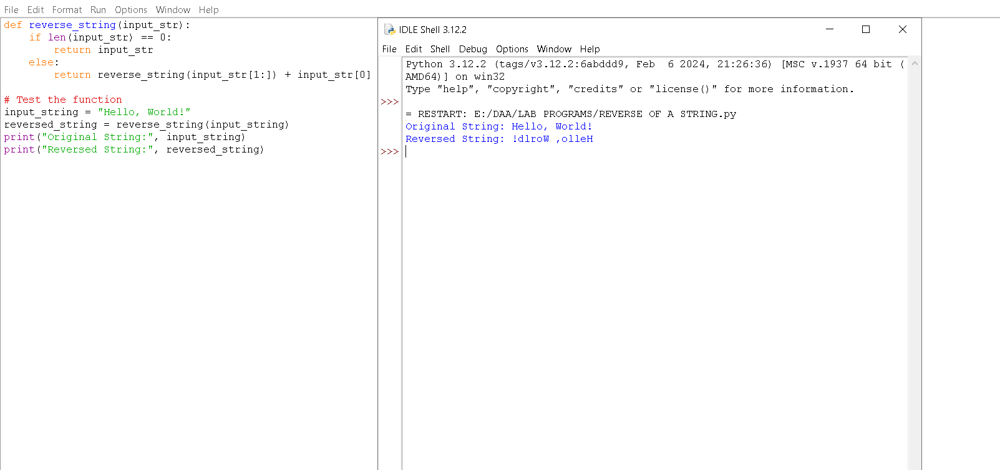 File Edit Format Run Options Window Help
def reverse_string(input_str):
    if len(input_str) == 0:
        return input_str
    else:
        return reverse_string(input_str[1:]) + input_str[0]

# Test the function
input_string = "Hello, World!"
reversed_string = reverse_string(input_string)
print("Original String:", input_string)
print("Reversed String:", reversed_string)
IDLE Shell 3.12.2
File Edit Shell Debug Options Window Help
Python 3.12.2 (tags/v3.12.2:6abddd9, Feb  6 2024, 21:26:36) [MSC v.1937 64 bit (
AMD64)] on win32
Type "help", "copyright", "credits" or "license()" for more information.
>>>
= RESTART: E:/DAA/LAB PROGRAMS/REVERSE OF A STRING.py
Original String: Hello, World!
Reversed String: !dlroW ,olleH
>>>